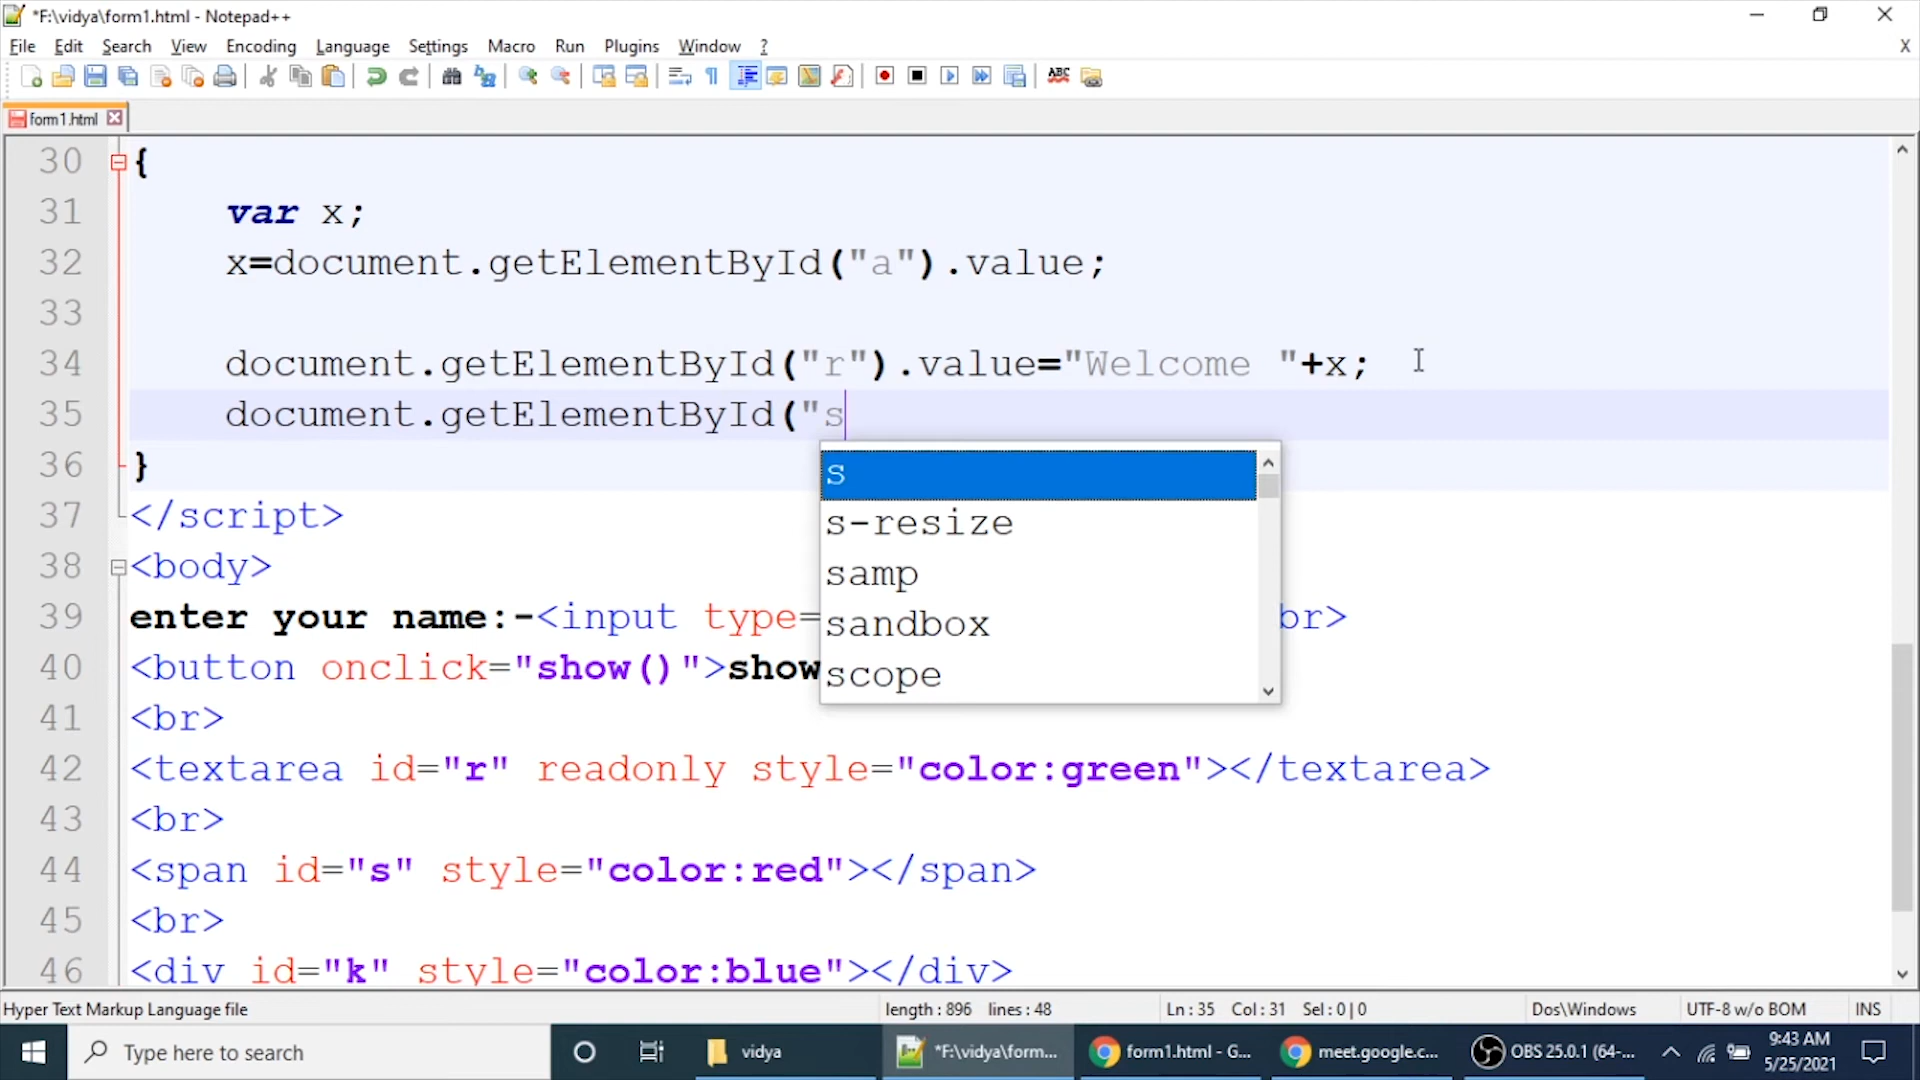 *F:\vidya\form1.html - Notepad++
File Edit Search View Encoding Language Settings Macro Run Plugins Window ? X
form1.html
30 {
31 var x;
32 x=document.getElementById("a").value;
33
34 document.getElementById("r").value="Welcome "+x;
35 document.getElementById("s
36 }
37 </script>
38 <body>
39 enter your name:-<input type= br>
40 <button onclick="show()">show
41 <br>
42 <textarea id="r" readonly style="color:green"></textarea>
43 <br>
44 <span id="s" style="color:red"></span>
45 <br>
46 <div id="k" style="color:blue"></div>
s
s-resize
samp
sandbox
scope
Hyper Text Markup Language file length : 896 lines : 48 Ln : 35 Col : 31 Sel : 0 | 0 Dos\Windows UTF-8 w/o BOM INS
Type here to search vidya *F:\vidya\form... form1.html - G... meet.google.c... OBS 25.0.1 (64-... 9:43 AM
5/25/2021